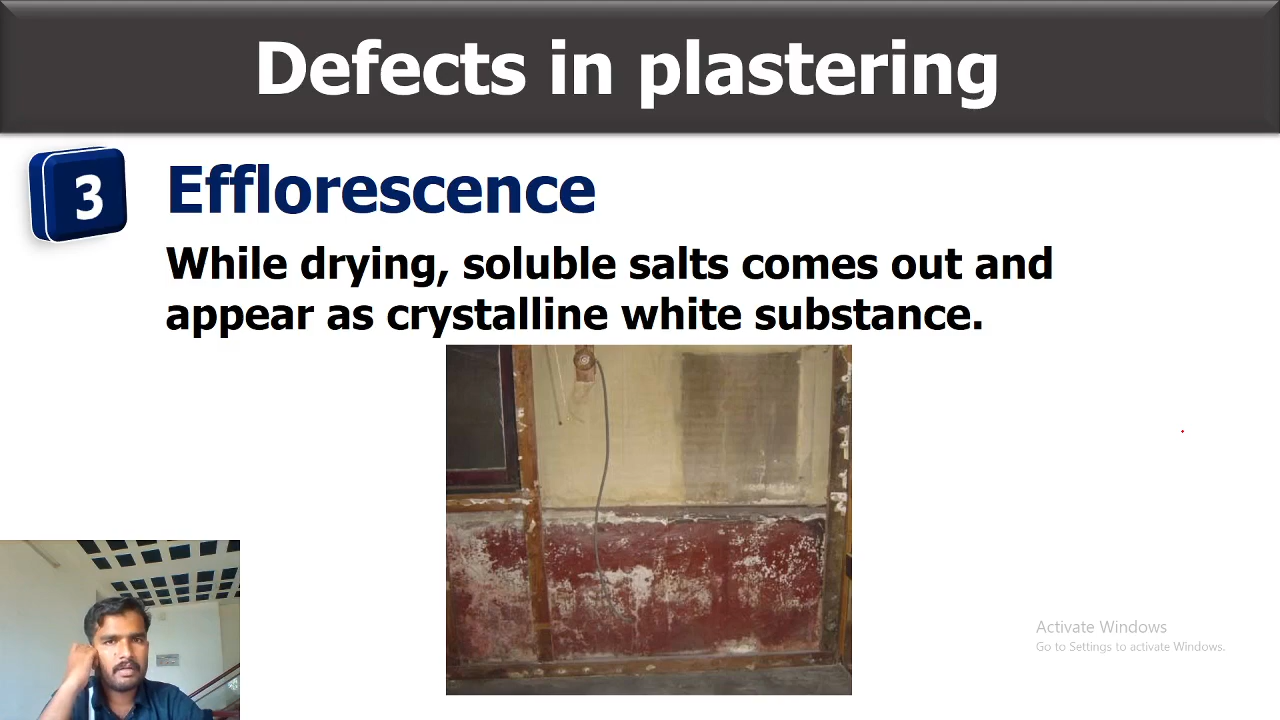 Defects in plastering
3
Efflorescence
While drying, soluble salts comes out and
appear as crystalline white substance.
Activate Windows
Go to Settings to activate Windows.